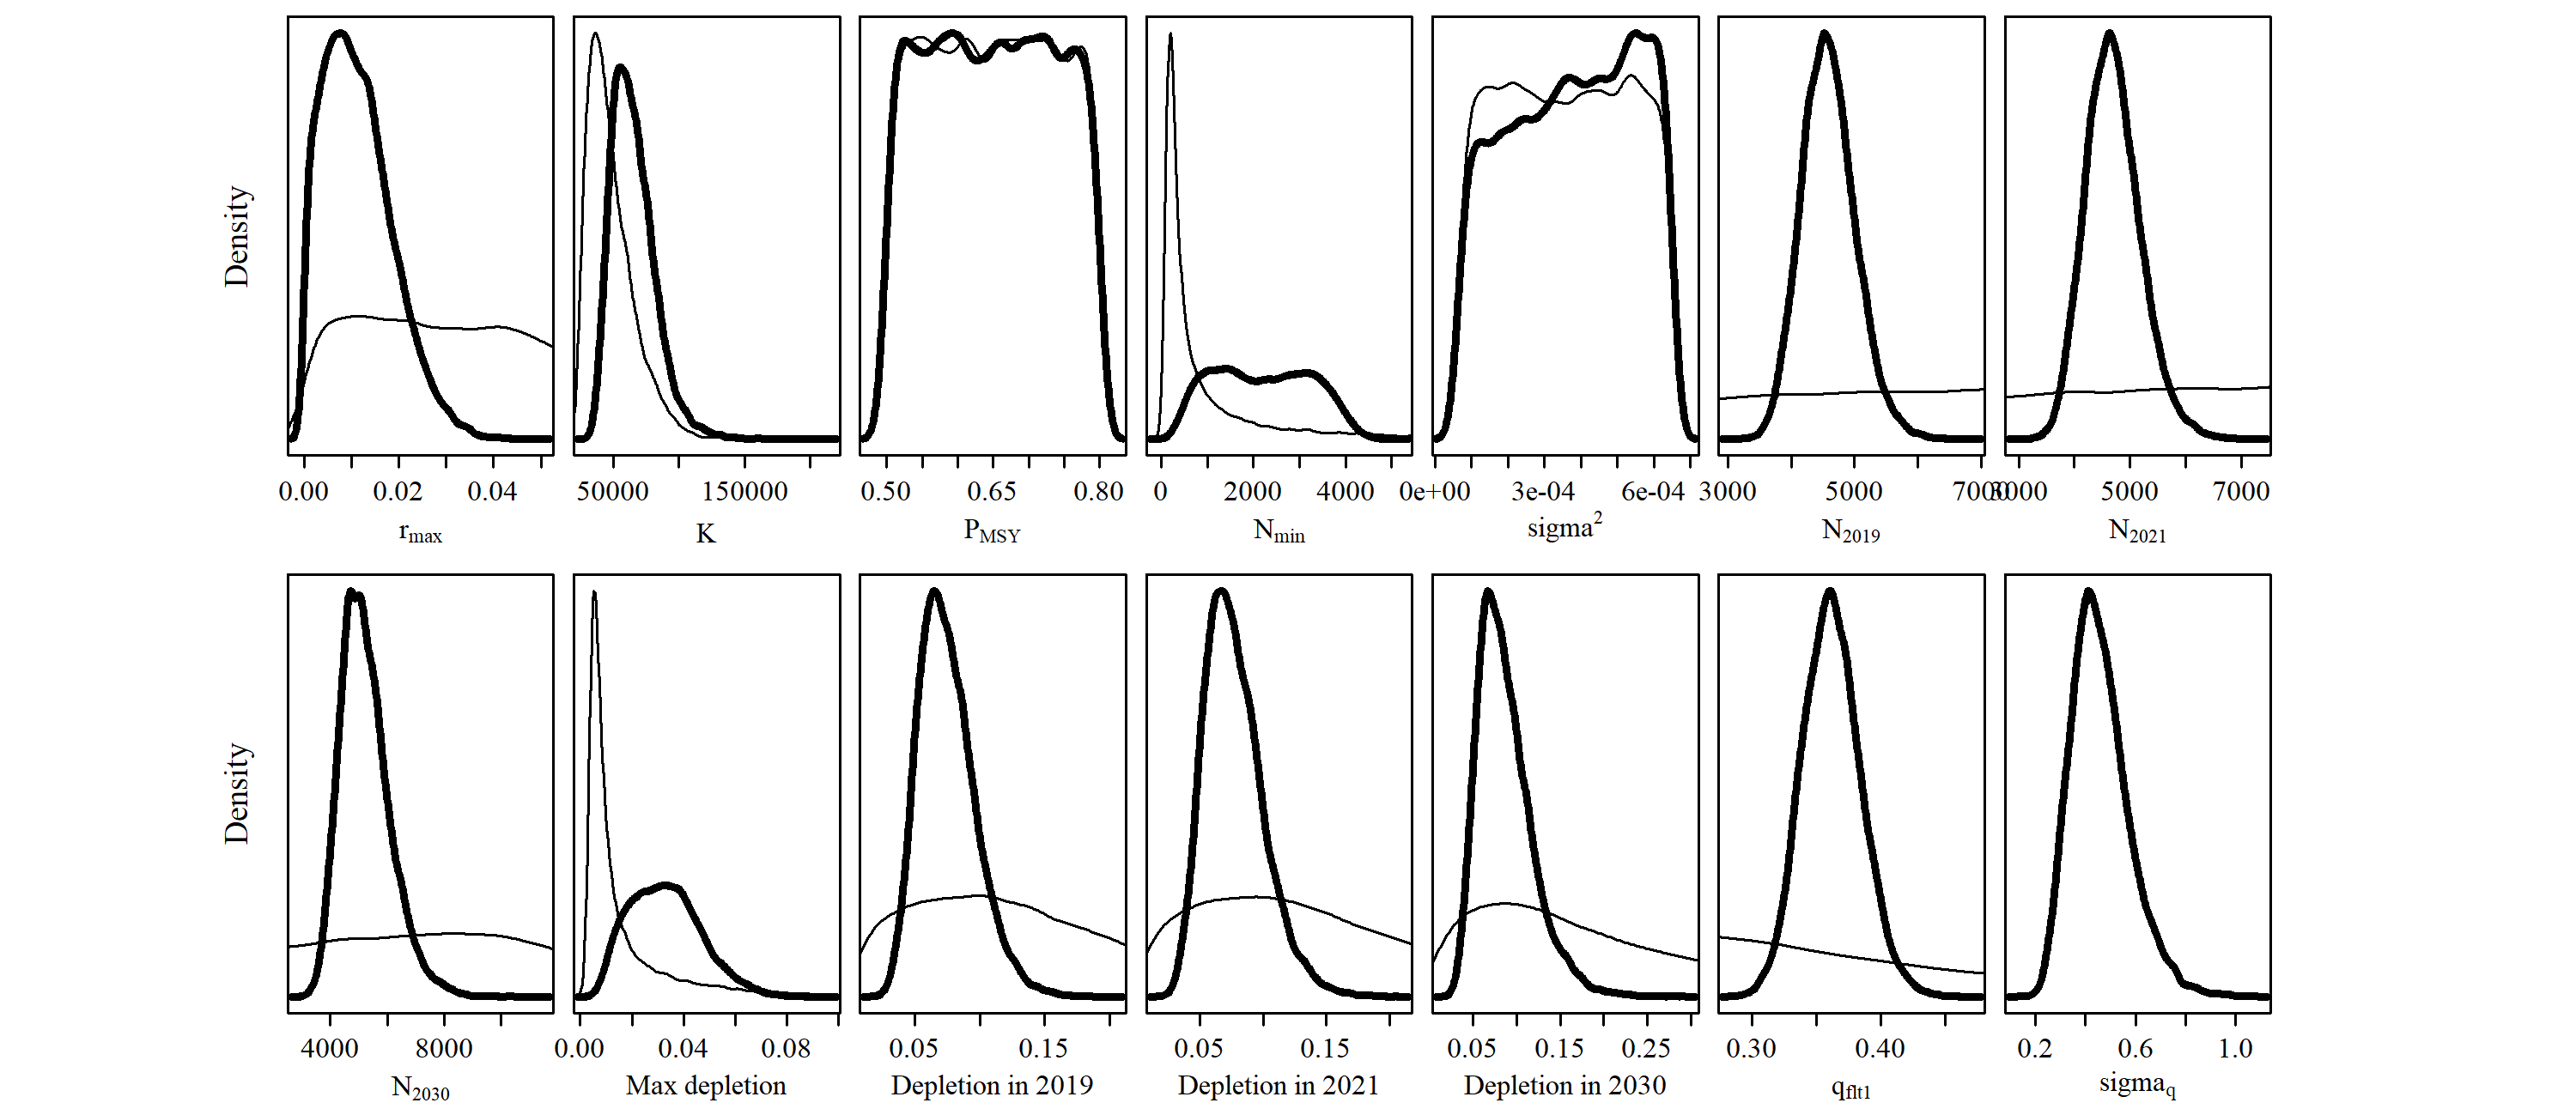 Density
0.00 0.02 0.04 50000 150000 0.50 0.65 0.80 0 2000 4000 0e+00 3e-04 6e-04 3000 5000 7000 3000 5000 7000
r_max K P_MSY N_min sigma² N_2019 N_2021
Density
4000 8000 0.00 0.04 0.08 0.05 0.15 0.05 0.15 0.05 0.15 0.25 0.30 0.40 0.2 0.6 1.0
N_2030 Max depletion Depletion in 2019 Depletion in 2021 Depletion in 2030 q_flt1 sigma_q